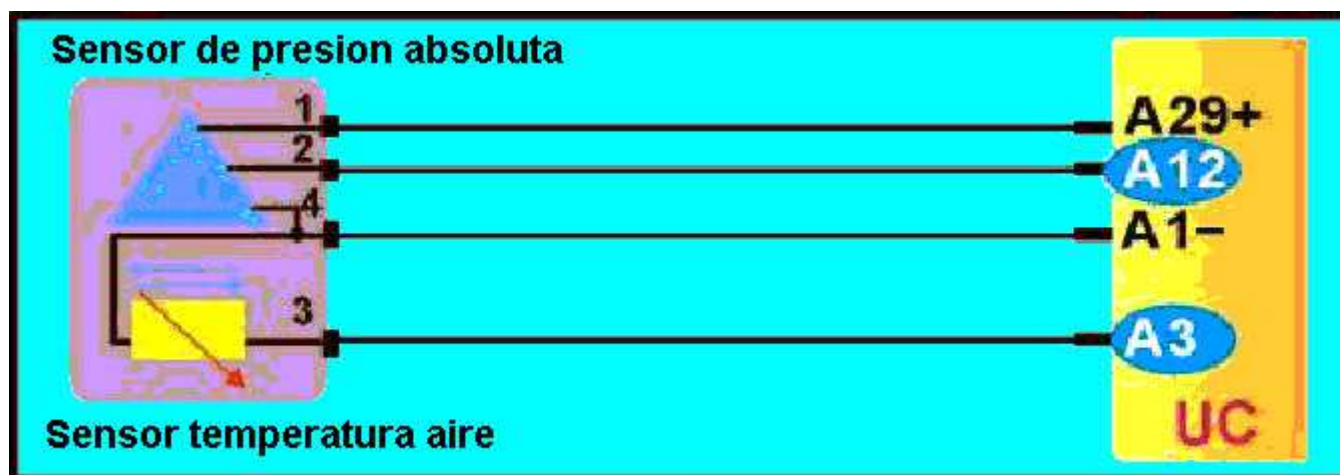 Sensor de presion absoluta
1
A29+
2
A12
4
A1-
3
A3
UC
Sensor temperatura aire